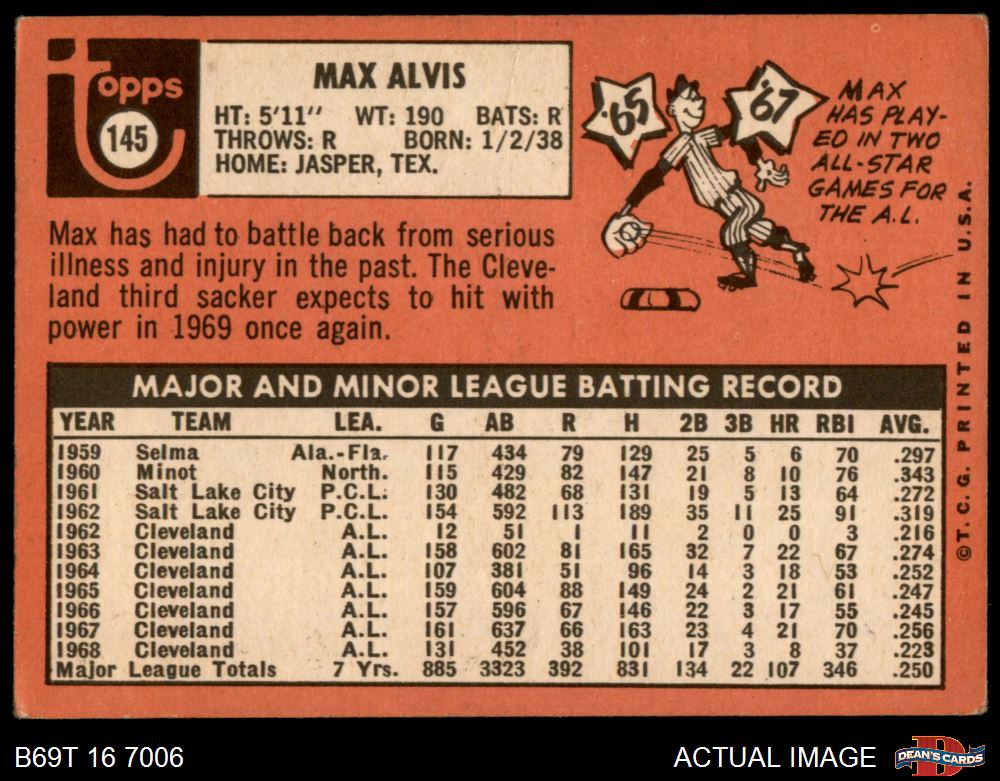 topps
145
MAX ALVIS
HT: 5'11'' WT: 190 BATS: R
THROWS: R BORN: 1/2/38
HOME: JASPER, TEX.
'65
'67
MAX
HAS PLAY-
ED IN TWO
ALL-STAR
GAMES FOR
THE A.L.
Max has had to battle back from serious
illness and injury in the past. The Cleve-
land third sacker expects to hit with
power in 1969 once again.
MAJOR AND MINOR LEAGUE BATTING RECORD
YEAR TEAM LEA. G AB R H 2B 3B HR RBI AVG.
1959 Selma Ala.-Fla. 117 434 79 129 25 5 6 70 .297
1960 Minot North. 115 429 82 147 21 8 10 76 .343
1961 Salt Lake City P.C.L. 130 482 68 131 19 5 13 64 .272
1962 Salt Lake City P.C.L. 154 592 113 189 35 11 25 91 .319
1962 Cleveland A.L. 12 51 1 11 2 0 0 3 .216
1963 Cleveland A.L. 158 602 81 165 32 7 22 67 .274
1964 Cleveland A.L. 107 381 51 96 14 3 18 53 .252
1965 Cleveland A.L. 159 604 88 149 24 2 21 61 .247
1966 Cleveland A.L. 157 596 67 146 22 3 17 55 .245
1967 Cleveland A.L. 161 637 66 163 23 4 21 70 .256
1968 Cleveland A.L. 131 452 38 101 17 3 8 37 .223
Major League Totals 7 Yrs. 885 3323 392 831 134 22 107 346 .250
©T.C.G. PRINTED IN U.S.A.
B69T 16 7006
ACTUAL IMAGE
D
DEAN'S CARDS